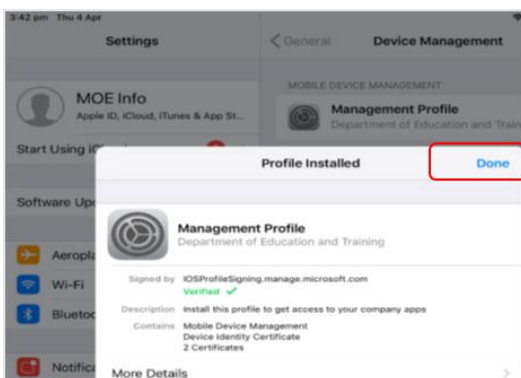 3:42 pm Thu 4 Apr
Settings
General
Device Management
MOBILE DEVICE MANAGEMENT
MOE Info
Apple ID, iCloud, iTunes & App St...
Management Profile
Department of Education and Train
Start Using
Profile Installed
Done
Software
Management Profile
Department of Education and Training
Signed by IOSProfileSigning.manage.microsoft.com
Verified ✓
Description Install this profile to get access to your company apps
Contains Mobile Device Management
Device Identity Certificate
2 Certificates
More Details
Aeropla
Wi-Fi
Bluetoo
Notifica